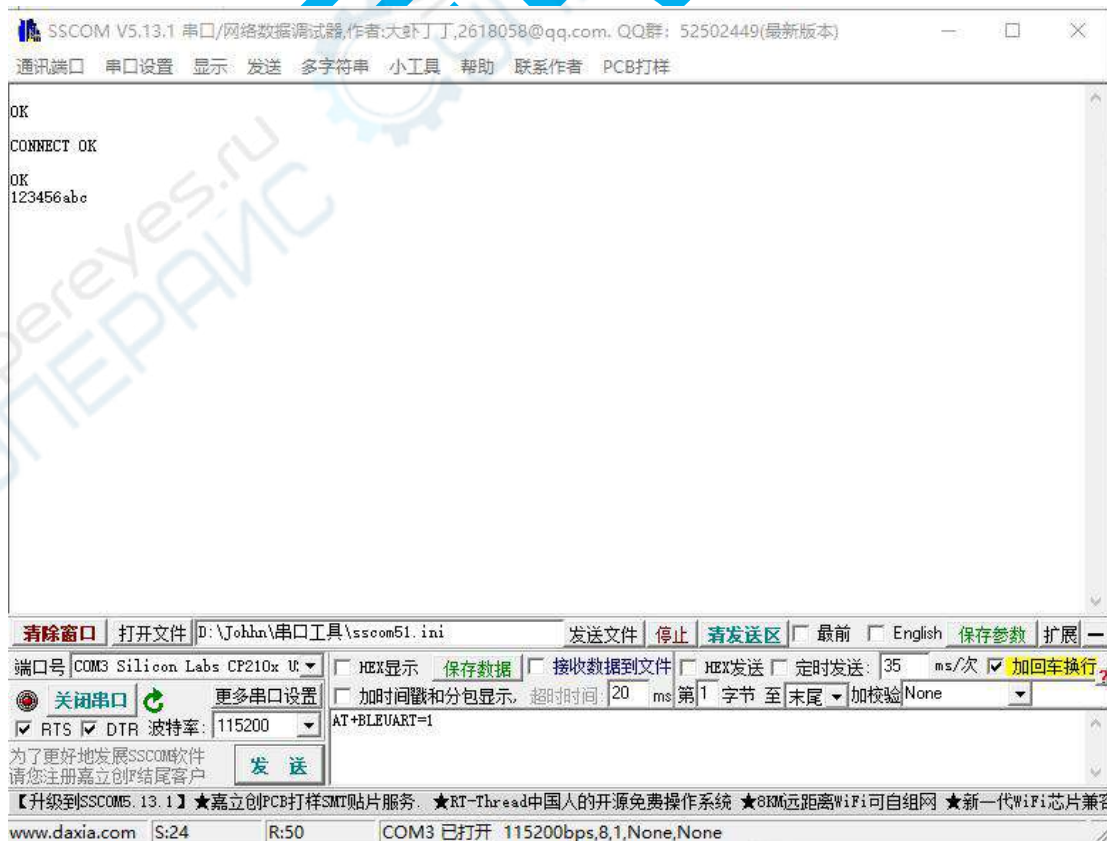 SSCOM V5.13.1 串口/网络数据调试器,作者:大虾丁丁,2618058@qq.com. QQ群: 52502449(最新版本)
通讯端口 串口设置 显示 发送 多字符串 小工具 帮助 联系作者 PCB打样
OK
CONNECT OK
OK
123456abc
清除窗口 打开文件 D:\Johhn\串口工具\sscom51.ini 发送文件 停止 清发送区 最前 English 保存参数 扩展 —
端口号 COM3 Silicon Labs CP210x HEX显示 保存数据 接收数据到文件 HEX发送 定时发送: 35 ms/次 加回车换行
关闭串口 更多串口设置 加时间戳和分包显示, 超时时间: 20 ms 第1 字节 至 末尾 加校验 None
RTS DTR 波特率: 115200 AT+BLEUART=1
为了更好地发展SSCOM软件
请您注册嘉立创F结尾客户
发 送
【升级到SSCOM5.13.1】★嘉立创PCB打样SMT贴片服务. ★RT-Thread中国人的开源免费操作系统 ★8KM远距离WiFi可自组网 ★新一代WiFi芯片兼容
www.daxia.com S:24 R:50 COM3 已打开 115200bps,8,1,None,None